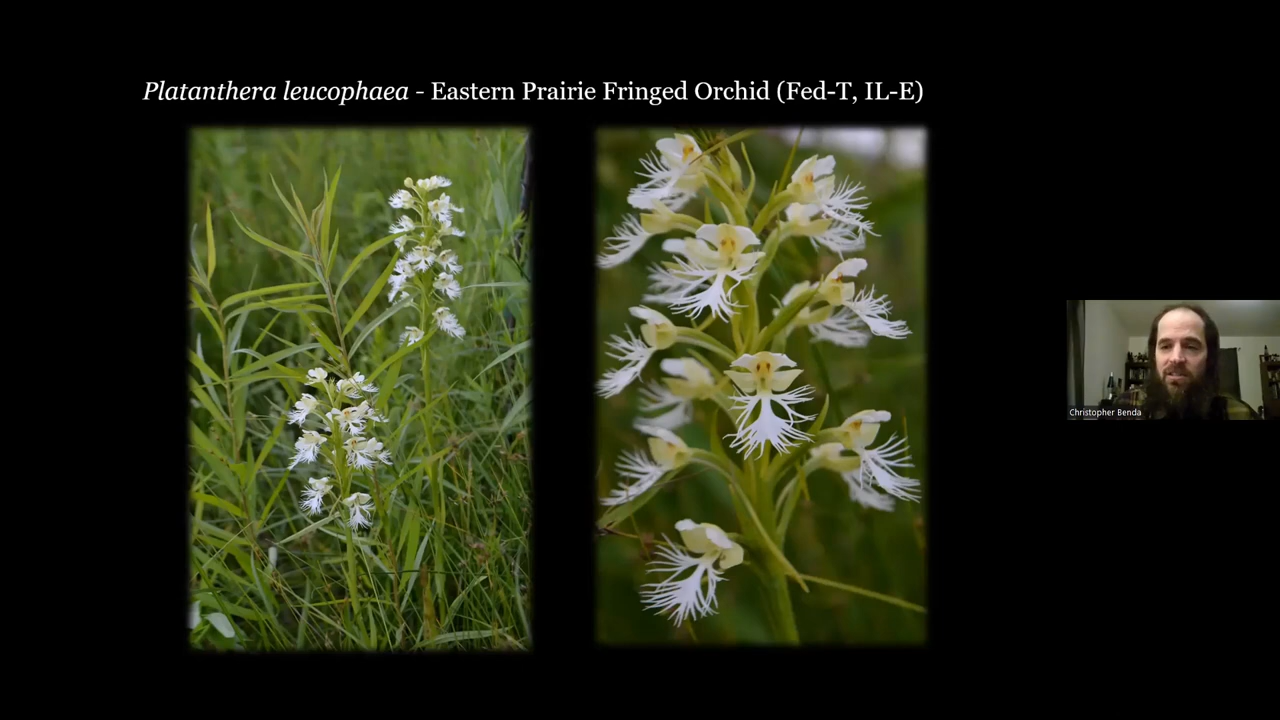 Platanthera leucophaea - Eastern Prairie Fringed Orchid (Fed-T, IL-E)
Christopher Benda